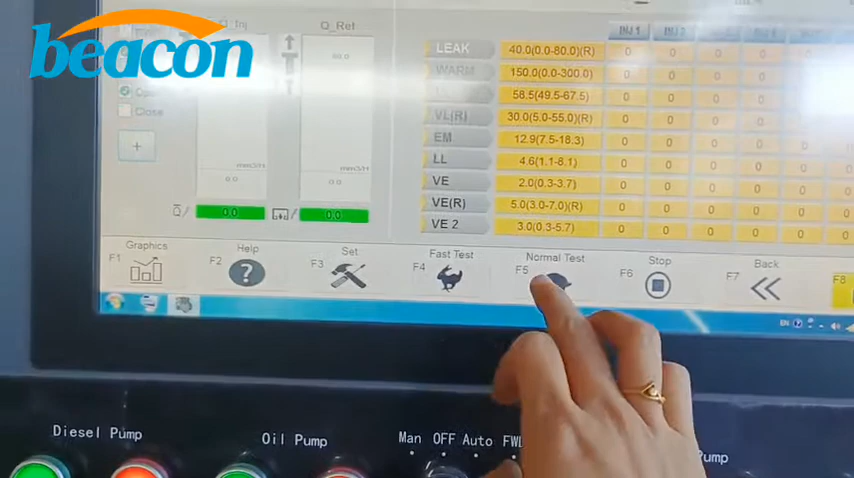 beacon
Q_Ref
INJ 1
60.0
Close
+
mm3/st
mm3/st
0.0
0.0
0.0
0.0
LEAK 40.0(0.0-80.0)(R) 0 0 0 0
WARM 150.0(0.0-300.0) 0 0 0 0
58.5(49.5-67.5) 0 0 0 0
VL(R) 30.0(5.0-55.0)(R) 0 0 0 0
EM 12.9(7.5-18.3) 0 0 0 0
LL 4.6(1.1-8.1) 0 0 0 0
VE 2.0(0.3-3.7) 0 0 0 0
VE(R) 5.0(3.0-7.0)(R) 0 0 0 0
VE 2 3.0(0.3-5.7) 0 0 0 0
F1 Graphics
F2 Help
F3 Set
F4 Fast Test
F5 Normal Test
F6 Stop
F7 Back
F8
EN
Diesel Pump
Oil Pump
Man OFF Auto FWD
Pump